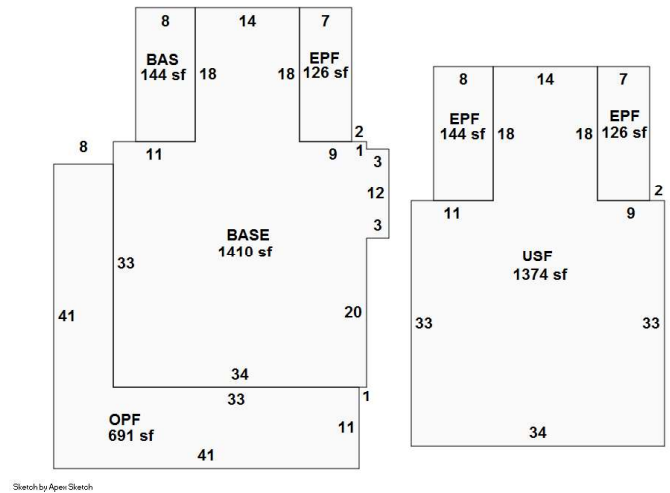 8 14 7
BAS
144 sf
EPF
126 sf
18 18
8
11 9
2
1
3
12
3
BASE
1410 sf
33
41
20
34
33
1
OPF
691 sf
11
41
8 14 7
EPF
144 sf
EPF
126 sf
18 18
2
11 9
USF
1374 sf
33 33
34
Sketch by Apex Sketch